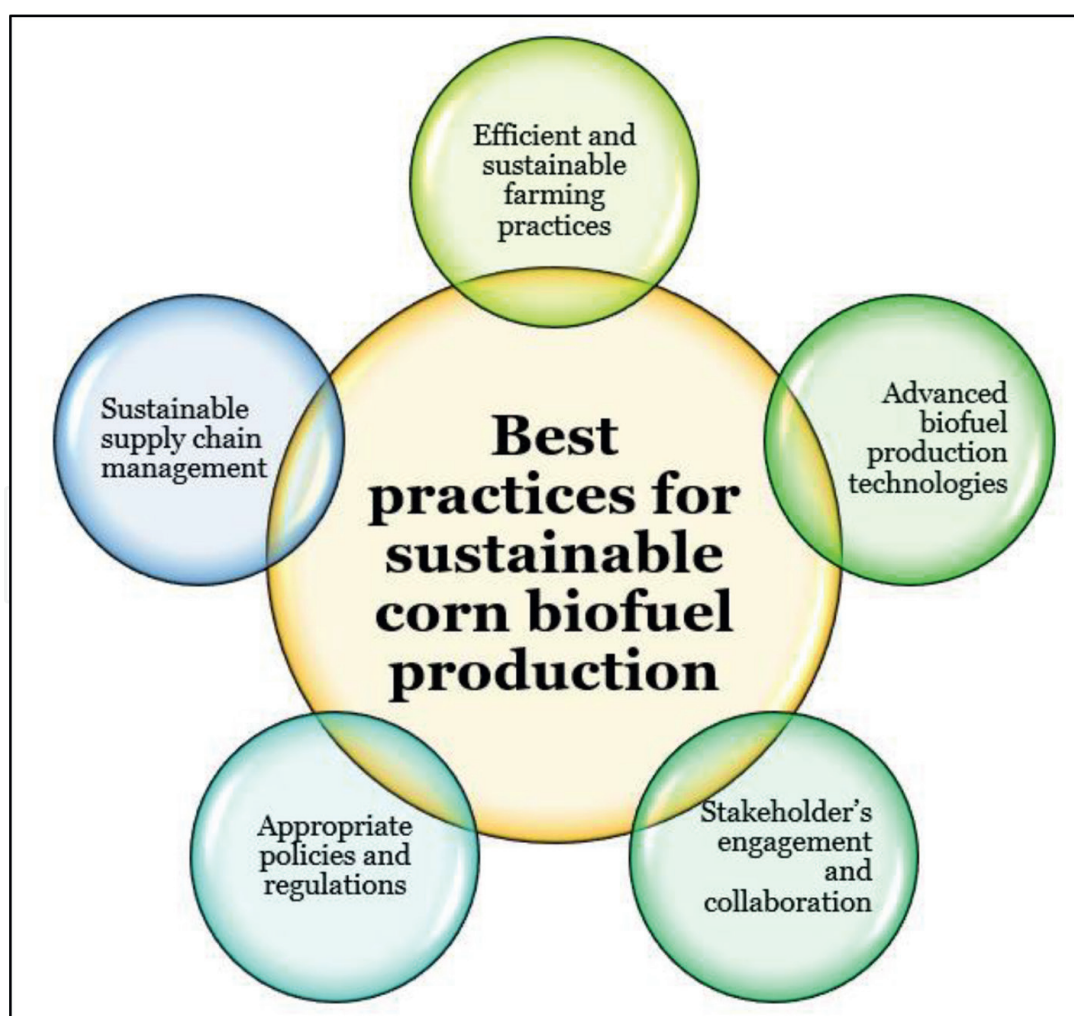 Efficient and
sustainable
farming
practices
Sustainable
supply chain
management
Best
practices for
sustainable
corn biofuel
production
Advanced
biofuel
production
technologies
Appropriate
policies and
regulations
Stakeholder’s
engagement
and
collaboration